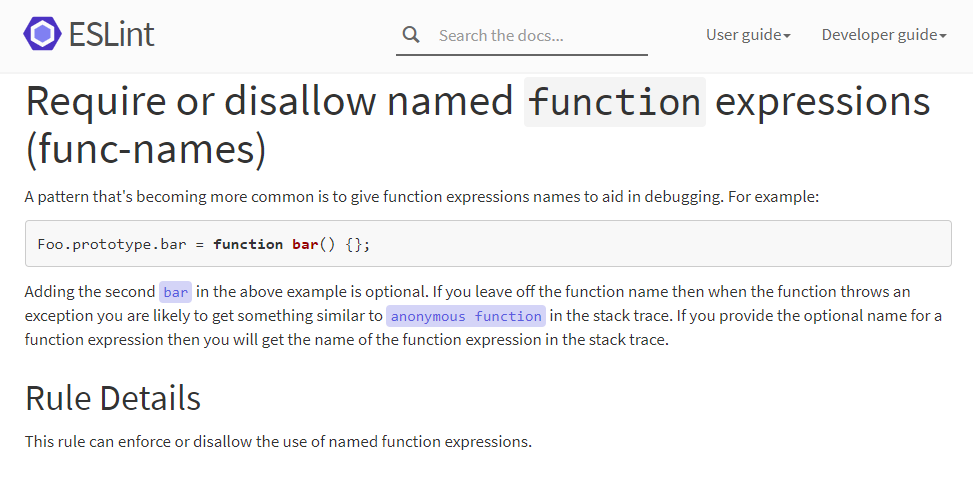 ESLint
Search the docs...
User guide
Developer guide
Require or disallow named function expressions
(func-names)
A pattern that's becoming more common is to give function expressions names to aid in debugging. For example:
Foo.prototype.bar = function bar() {};
Adding the second bar in the above example is optional. If you leave off the function name then when the function throws an
exception you are likely to get something similar to anonymous function in the stack trace. If you provide the optional name for a
function expression then you will get the name of the function expression in the stack trace.
Rule Details
This rule can enforce or disallow the use of named function expressions.